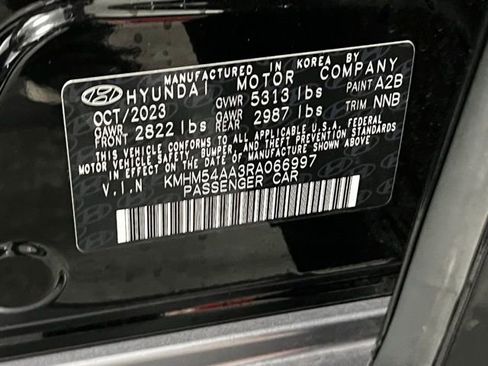 MANUFACTURED IN KOREA BY
HYUNDAI MOTOR COMPANY
OCT/2023 GVWR 5313 lbs PAINT A2B
GAWR FRONT 2822 lbs GAWR REAR 2987 lbs TRIM NNB
THIS VEHICLE CONFORMS TO ALL APPLICABLE U.S.A FEDERAL
MOTOR VEHICLE SAFETY, BUMPER, AND THEFT PREVENTION STANDARDS
IN EFFECT ON THE DATE OF MANUFACTURE SHOWN ABOVE.
V.I.N KMHM54AA3RA066997
PASSENGER CAR